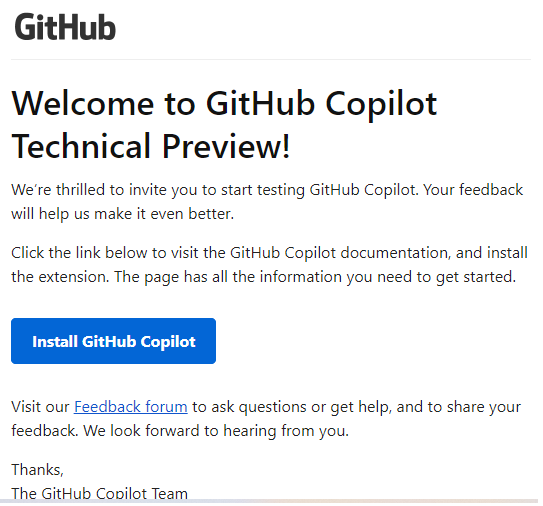 GitHub
Welcome to GitHub Copilot
Technical Preview!
We’re thrilled to invite you to start testing GitHub Copilot. Your feedback
will help us make it even better.
Click the link below to visit the GitHub Copilot documentation, and install
the extension. The page has all the information you need to get started.
Install GitHub Copilot
Visit our Feedback forum to ask questions or get help, and to share your
feedback. We look forward to hearing from you.
Thanks,
The GitHub Copilot Team